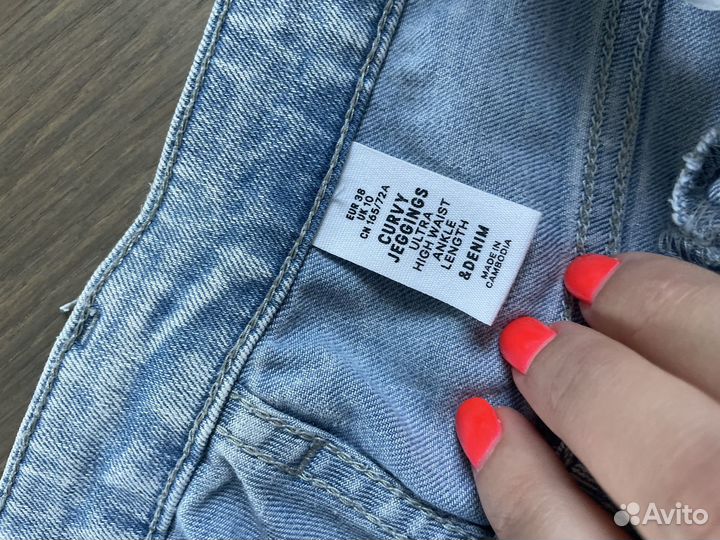 EUR 38
UK 10
CN 165/72A
CURVY
JEGGINGS
ULTRA
HIGH WAIST
ANKLE
LENGTH
&DENIM
MADE IN
CAMBODIA
Avito